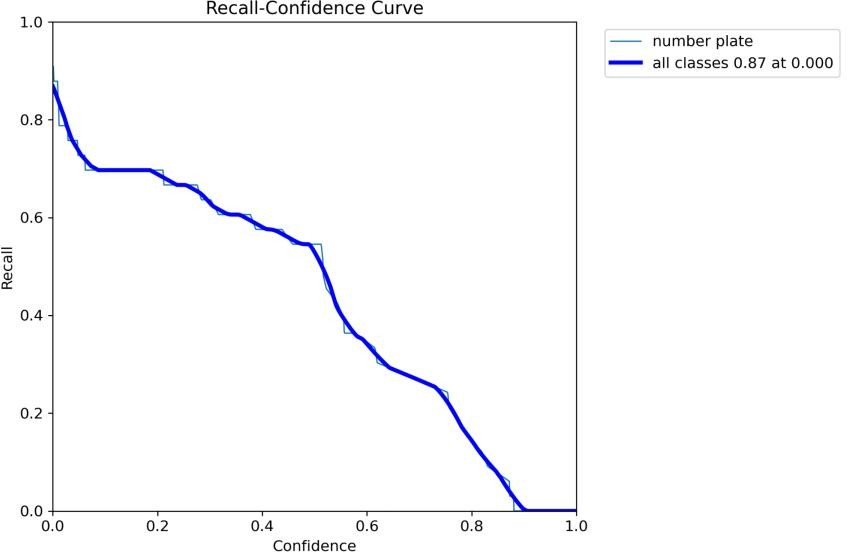 Recall-Confidence Curve
number plate
all classes 0.87 at 0.000
Recall
1.0
0.8
0.6
0.4
0.2
0.0
0.0 0.2 0.4 0.6 0.8 1.0
Confidence